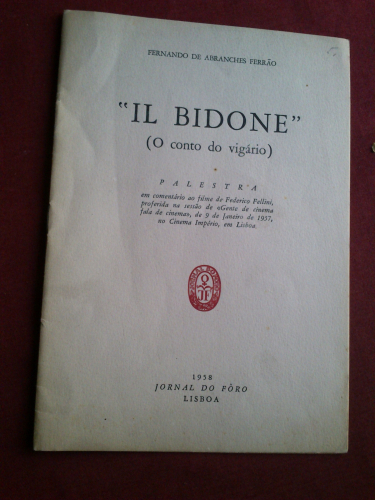 FERNANDO DE ABRANCHES FERRÃO
"IL BIDONE"
(O conto do vigário)
PALESTRA
em comentário ao filme de Federico Fellini,
proferida na sessão de «Gente de cinema
fala de cinema», de 9 de Janeiro de 1957,
no Cinema Império, em Lisboa.
1958
JORNAL DO FÔRO
LISBOA